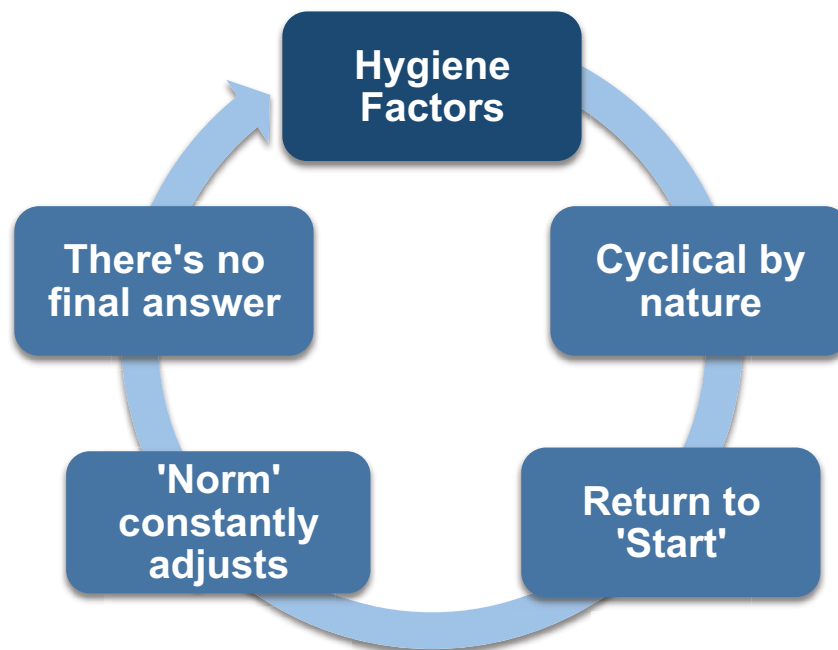 Hygiene
Factors
Cyclical by
nature
Return to
'Start'
'Norm'
constantly
adjusts
There's no
final answer